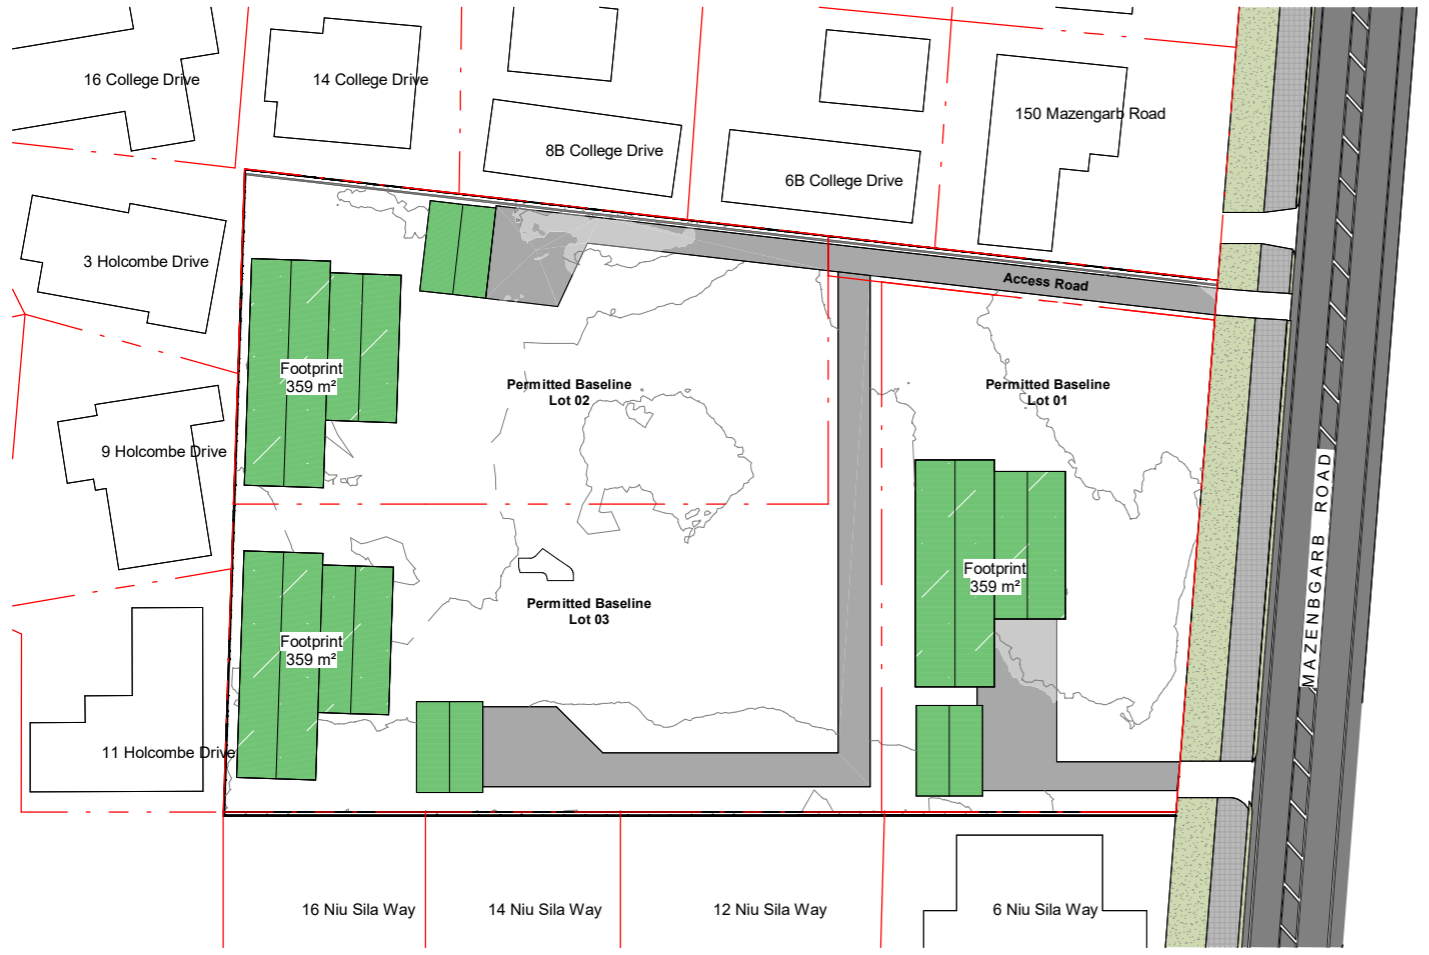 16 College Drive
14 College Drive
8B College Drive
6B College Drive
150 Mazengarb Road
3 Holcombe Drive
Access Road
Footprint
359 m²
Permitted Baseline
Lot 02
Permitted Baseline
Lot 01
9 Holcombe Drive
MAZENBGARB ROAD
Footprint
359 m²
Permitted Baseline
Lot 03
Footprint
359 m²
11 Holcombe Drive
16 Niu Sila Way
14 Niu Sila Way
12 Niu Sila Way
6 Niu Sila Way